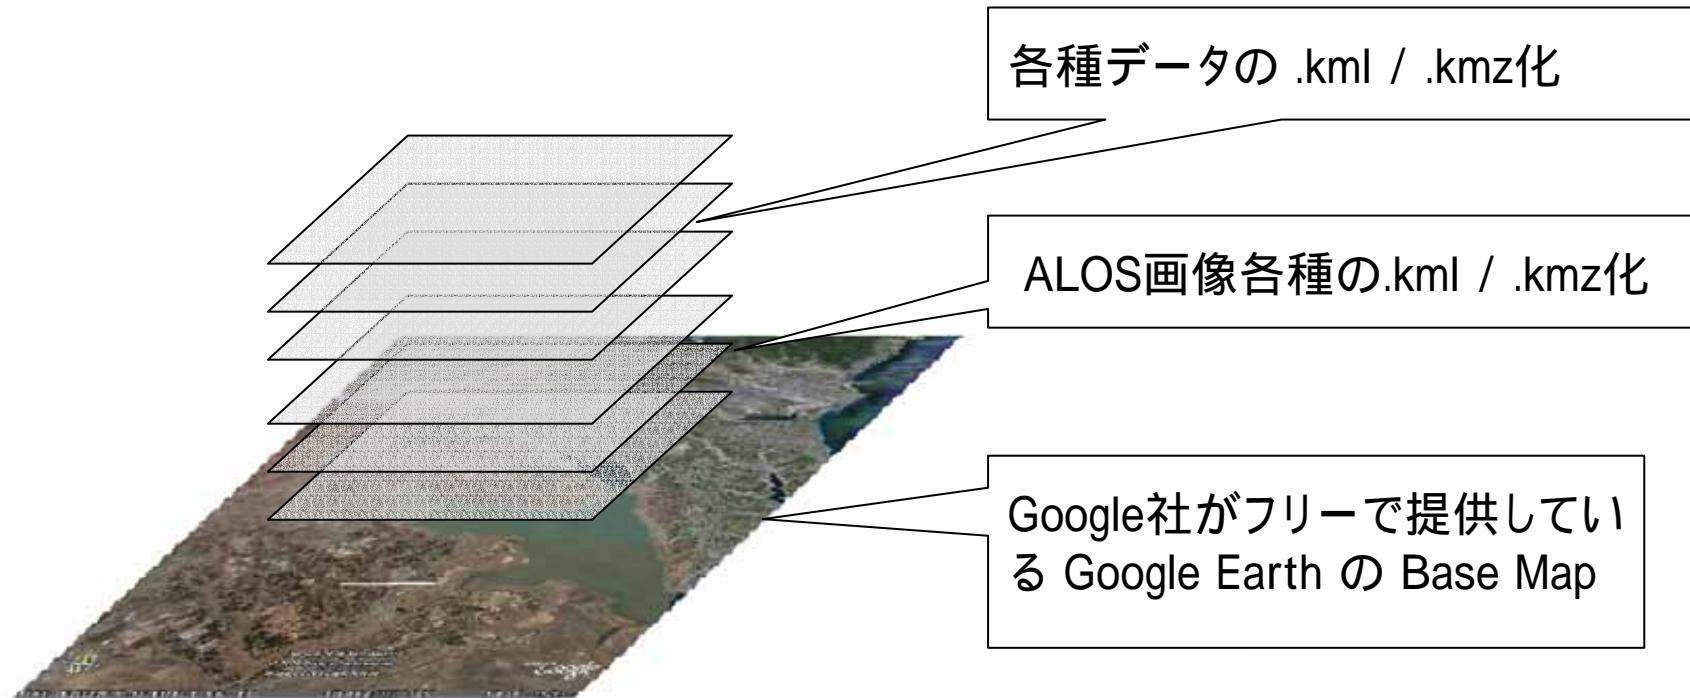 各種データの .kml / .kmz化
ALOS画像各種の.kml / .kmz化
Google社がフリーで提供してい
る Google Earth の Base Map
Google